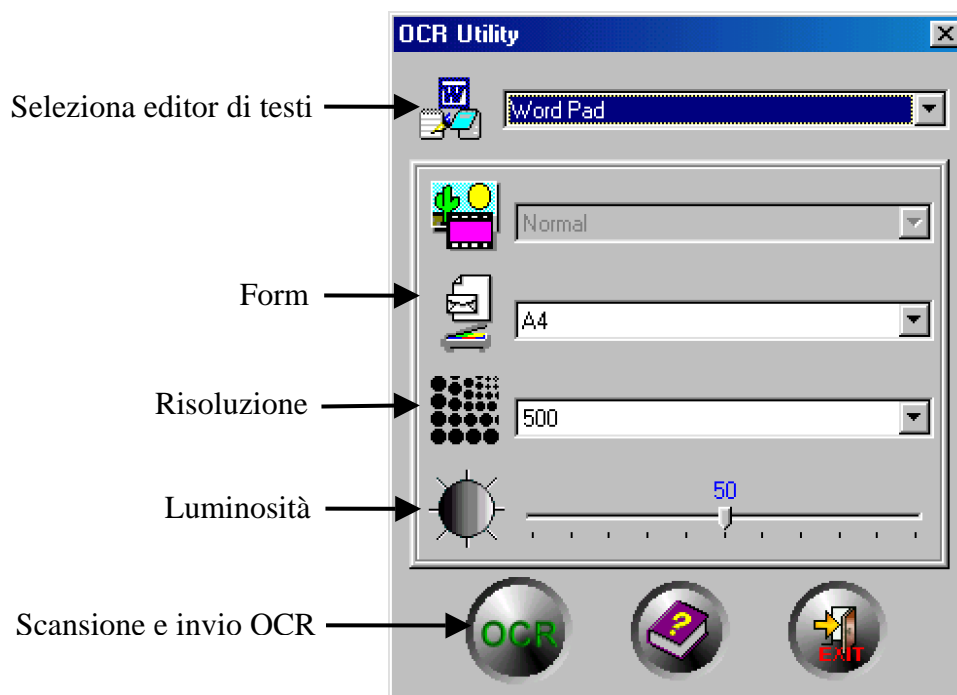 OCR Utility
Seleziona editor di testi
Word Pad
Normal
Form
A4
Risoluzione
500
Luminosità
50
Scansione e invio OCR
OCR
?
EXIT